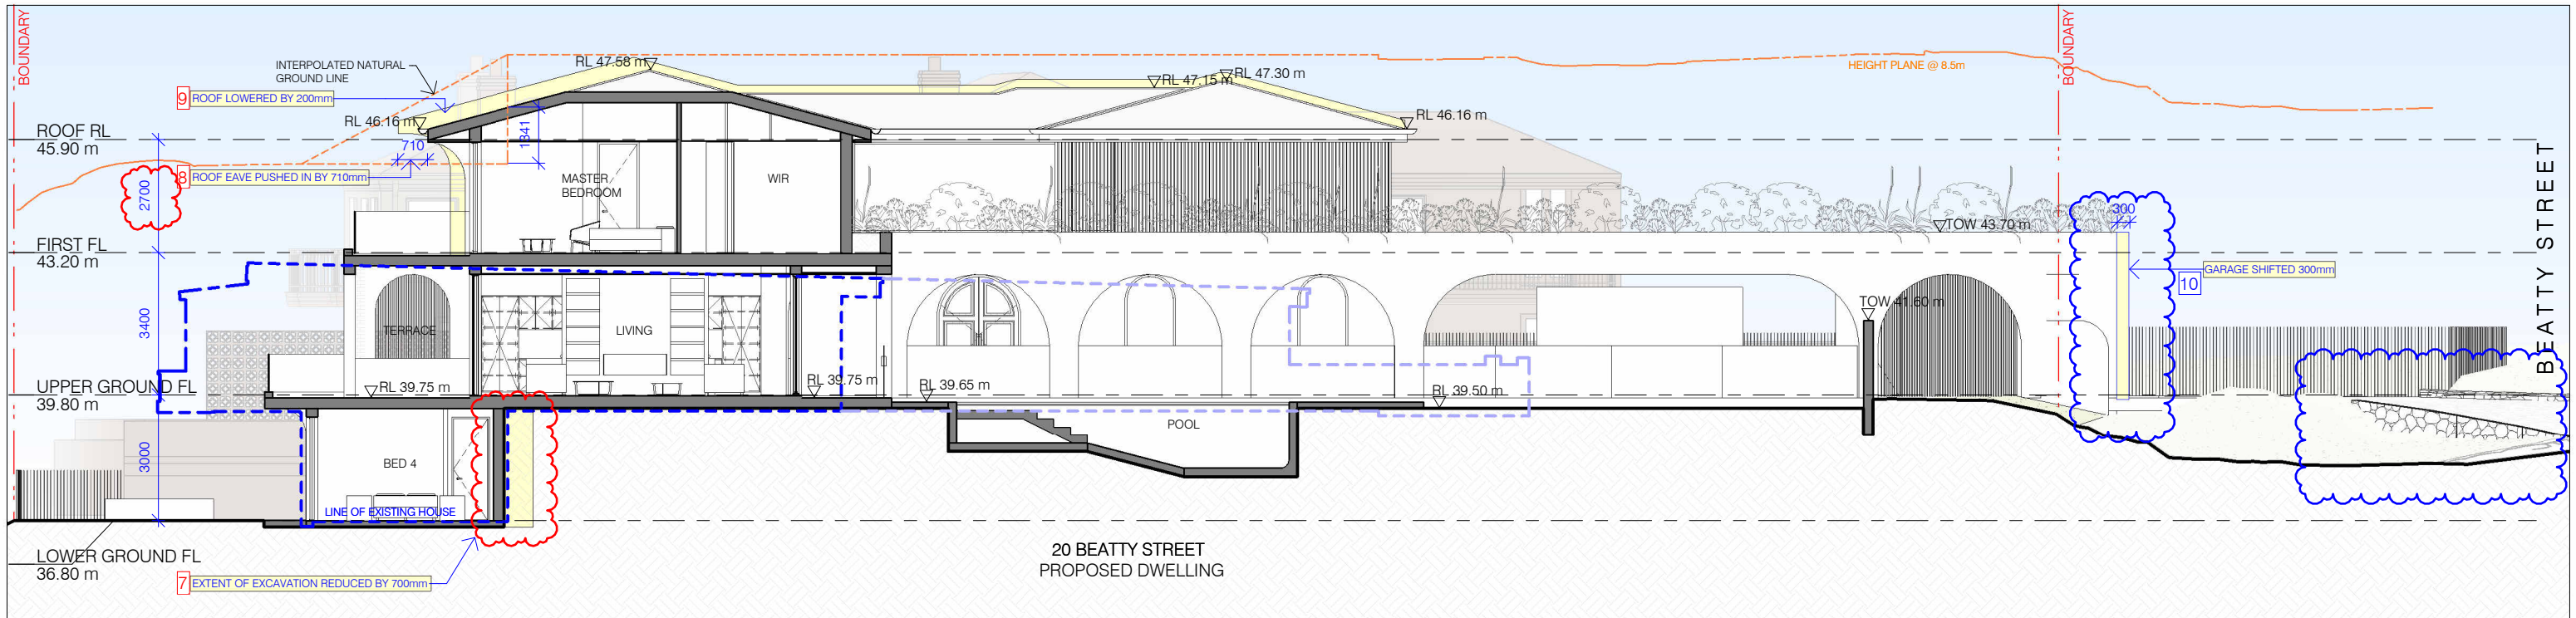 BOUNDARY
BOUNDARY
INTERPOLATED NATURAL
GROUND LINE
RL 47.58 m
RL 47.15 m
RL 47.30 m
HEIGHT PLANE @ 8.5m
9 ROOF LOWERED BY 200mm
RL 46.16 m
RL 46.16 m
ROOF RL
45.90 m
710
1341
8 ROOF EAVE PUSHED IN BY 710mm
2700
MASTER
BEDROOM
WIR
300
TOW 43.70 m
FIRST FL
43.20 m
GARAGE SHIFTED 300mm
10
BEATTY STREET
TOW 41.60 m
3400
TERRACE
LIVING
UPPER GROUND FL
39.80 m
RL 39.75 m
RL 39.75 m
RL 39.65 m
RL 39.50 m
POOL
3000
BED 4
LINE OF EXISTING HOUSE
LOWER GROUND FL
36.80 m
7 EXTENT OF EXCAVATION REDUCED BY 700mm
20 BEATTY STREET
PROPOSED DWELLING